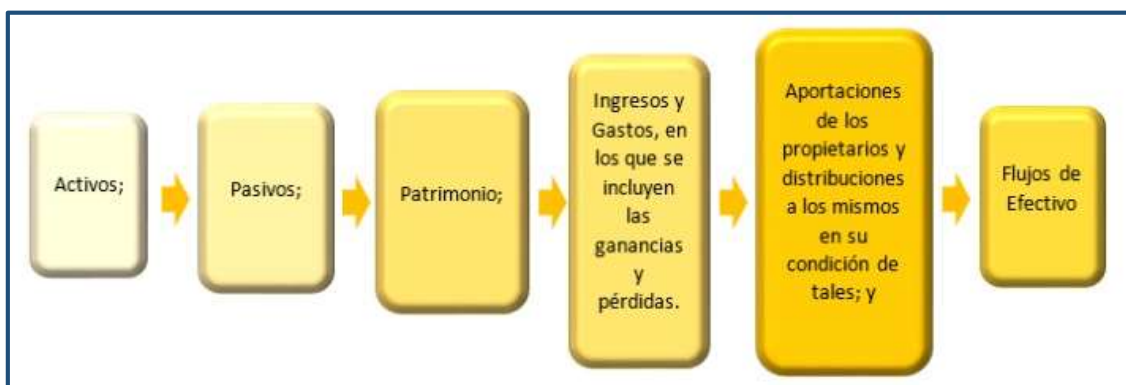 Activos;
Pasivos;
Patrimonio;
Ingresos y
Gastos, en
los que se
incluyen
las
ganancias
y
pérdidas.
Aportaciones
de los
propietarios y
distribuciones
a los mismos
en su
condición de
tales; y
Flujos de
Efectivo